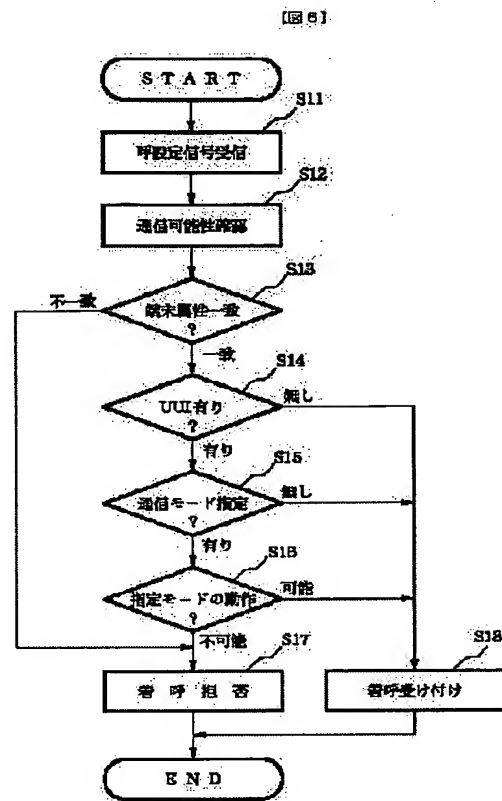 [図6]
START
S11
呼設定信号受信
S12
通信可能性確認
S13
不一致
端末属性一致
?
一致
S14
UUI有り
?
無し
有り
S15
通信モード指定
?
無し
有り
S16
指定モードの動作
?
可能
不可能
S17
着呼拒否
S18
着呼受け付け
END